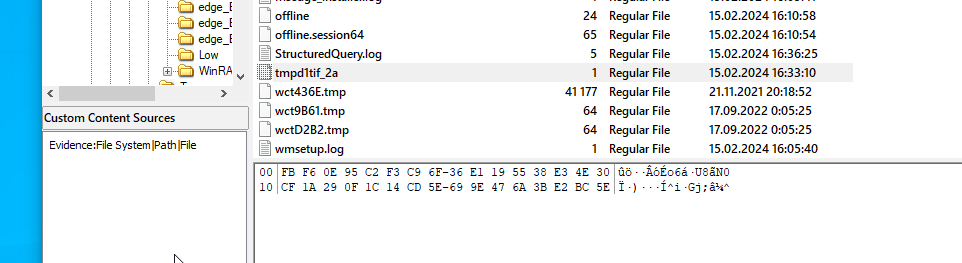 edge_E
edge_E
edge_E
Low
WinRA
Custom Content Sources
Evidence:File System|Path|File
offline 24 Regular File 15.02.2024 16:10:58
offline.session64 65 Regular File 15.02.2024 16:10:54
StructuredQuery.log 5 Regular File 15.02.2024 16:36:25
tmpd1tif_2a 1 Regular File 15.02.2024 16:33:10
wct436E.tmp 41 177 Regular File 21.11.2021 20:18:52
wct9B61.tmp 64 Regular File 17.09.2022 0:05:25
wctD2B2.tmp 64 Regular File 17.09.2022 0:05:25
wmsetup.log 1 Regular File 15.02.2024 16:05:40
00 FB F6 0E 95 C2 F3 C9 6F-36 E1 19 55 38 E3 4E 30 ûö··ÂóÉo6á·U8ãN0
10 CF 1A 29 0F 1C 14 CD 5E-69 9E 47 6A 3B E2 BC 5E Ï·)···Í^i·Gj;â¼^